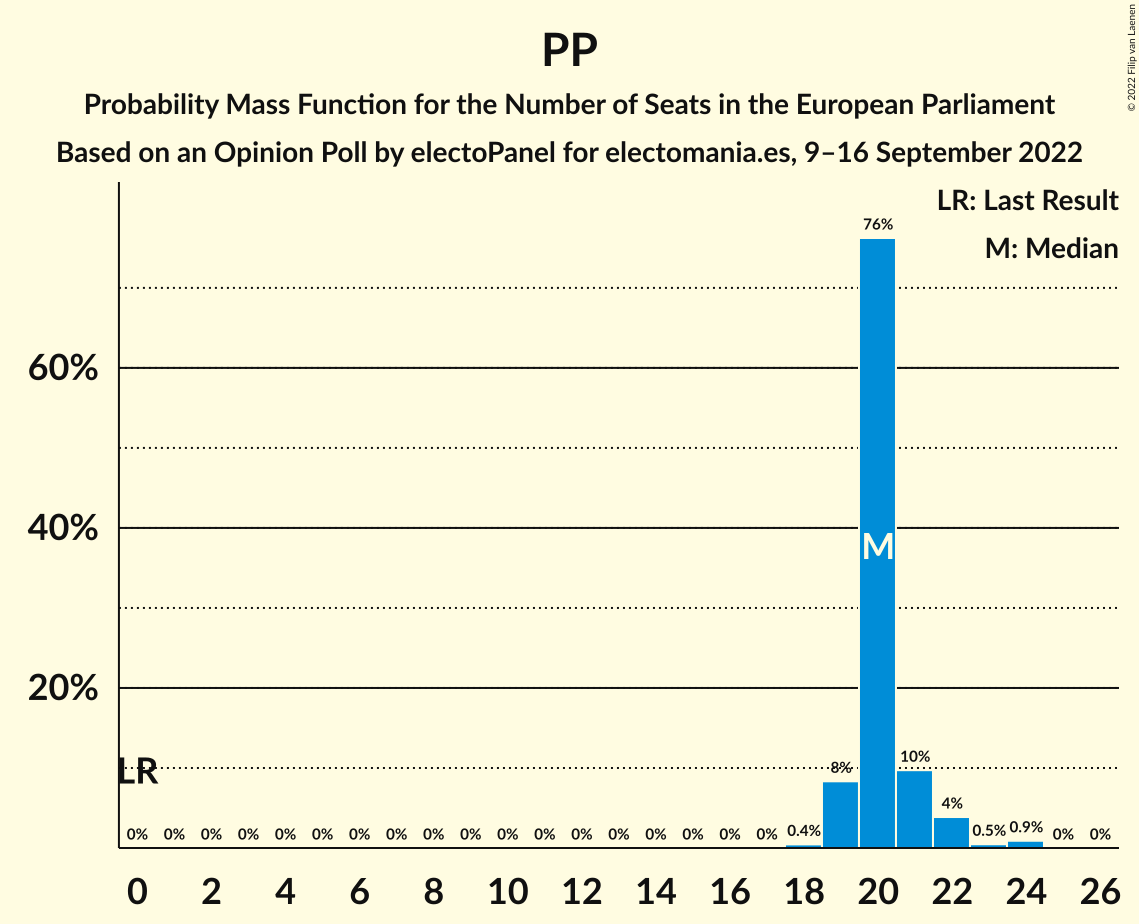 © 2022 Filip van Laenen
PP
Probability Mass Function for the Number of Seats in the European Parliament
Based on an Opinion Poll by electoPanel for electomania.es, 9–16 September 2022
LR: Last Result
M: Median
76%
60%
40%
M
20%
LR
0% 0% 0% 0% 0% 0% 0% 0% 0% 0% 0% 0% 0% 0% 0% 0% 0% 0% 0.4% 8% 10% 4% 0.5% 0.9% 0% 0%
0 2 4 6 8 10 12 14 16 18 20 22 24 26